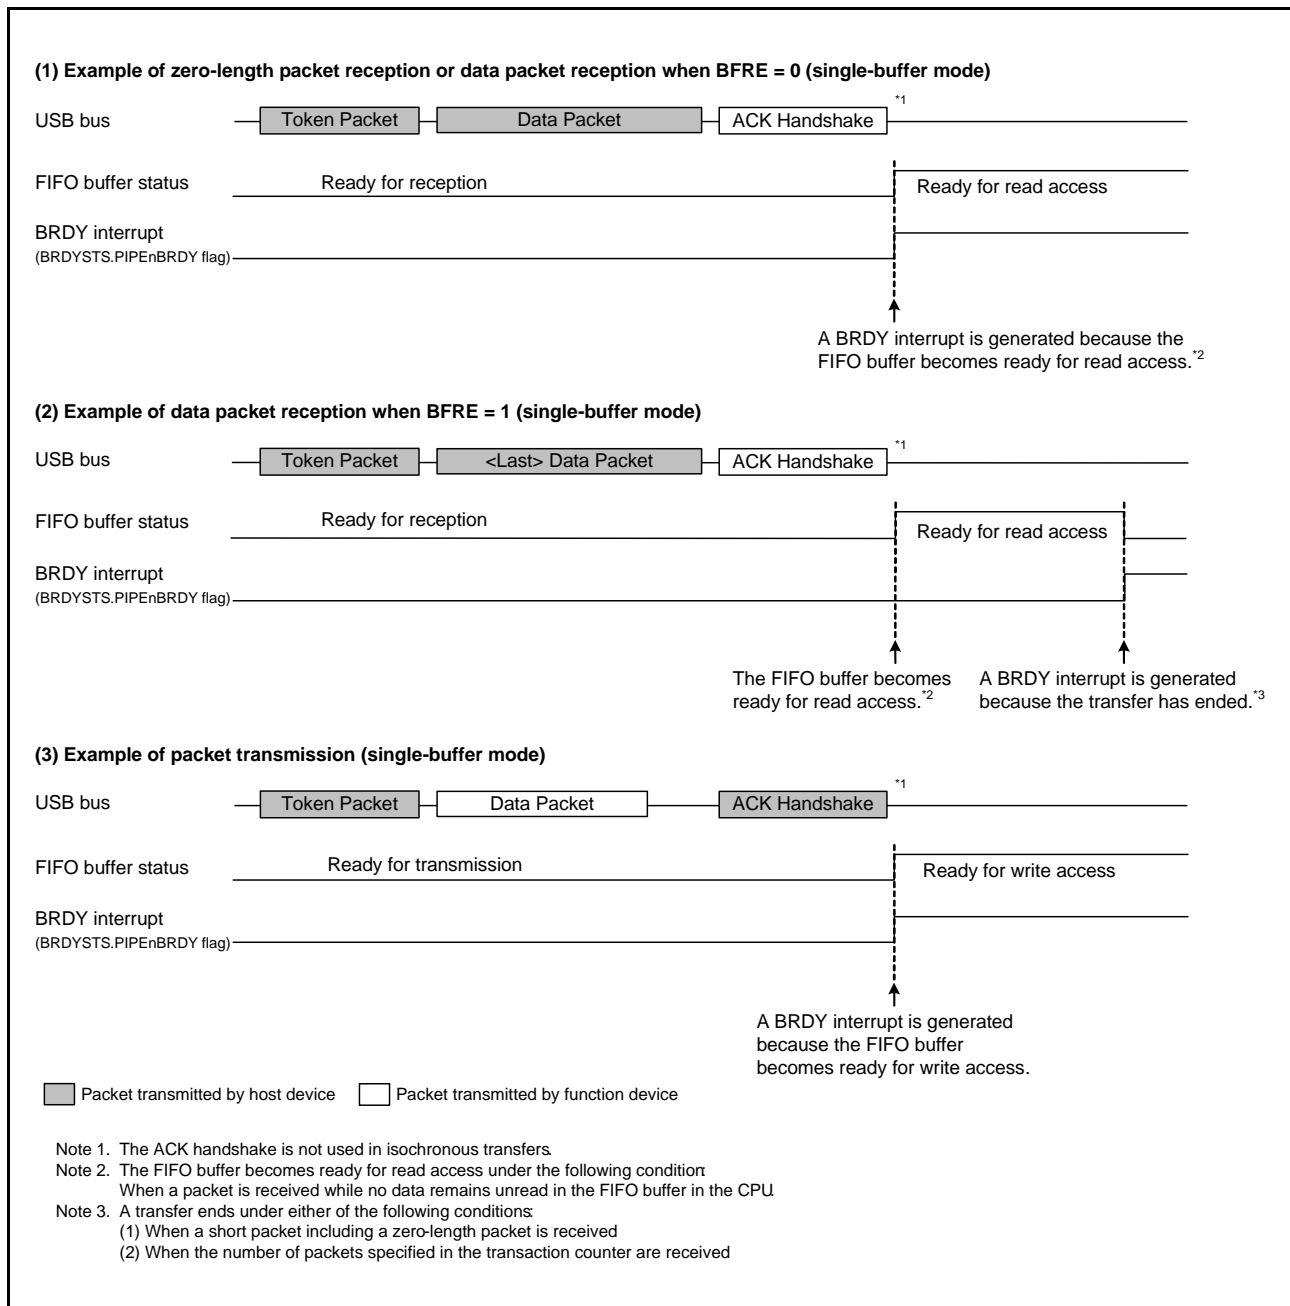 (1) Example of zero-length packet reception or data packet reception when BFRE = 0 (single-buffer mode)
*1
USB bus
Token Packet
Data Packet
ACK Handshake
FIFO buffer status
Ready for reception
Ready for read access
BRDY interrupt
(BRDYSTS.PIPEnBRDY flag)
A BRDY interrupt is generated because the
FIFO buffer becomes ready for read access.*2
(2) Example of data packet reception when BFRE = 1 (single-buffer mode)
*1
USB bus
Token Packet
<Last> Data Packet
ACK Handshake
FIFO buffer status
Ready for reception
Ready for read access
BRDY interrupt
(BRDYSTS.PIPEnBRDY flag)
The FIFO buffer becomes
ready for read access.*2
A BRDY interrupt is generated
because the transfer has ended.*3
(3) Example of packet transmission (single-buffer mode)
*1
USB bus
Token Packet
Data Packet
ACK Handshake
FIFO buffer status
Ready for transmission
Ready for write access
BRDY interrupt
(BRDYSTS.PIPEnBRDY flag)
A BRDY interrupt is generated
because the FIFO buffer
becomes ready for write access.
Packet transmitted by host device
Packet transmitted by function device
Note 1. The ACK handshake is not used in isochronous transfers.
Note 2. The FIFO buffer becomes ready for read access under the following condition:
When a packet is received while no data remains unread in the FIFO buffer in the CPU.
Note 3. A transfer ends under either of the following conditions:
(1) When a short packet including a zero-length packet is received
(2) When the number of packets specified in the transaction counter are received